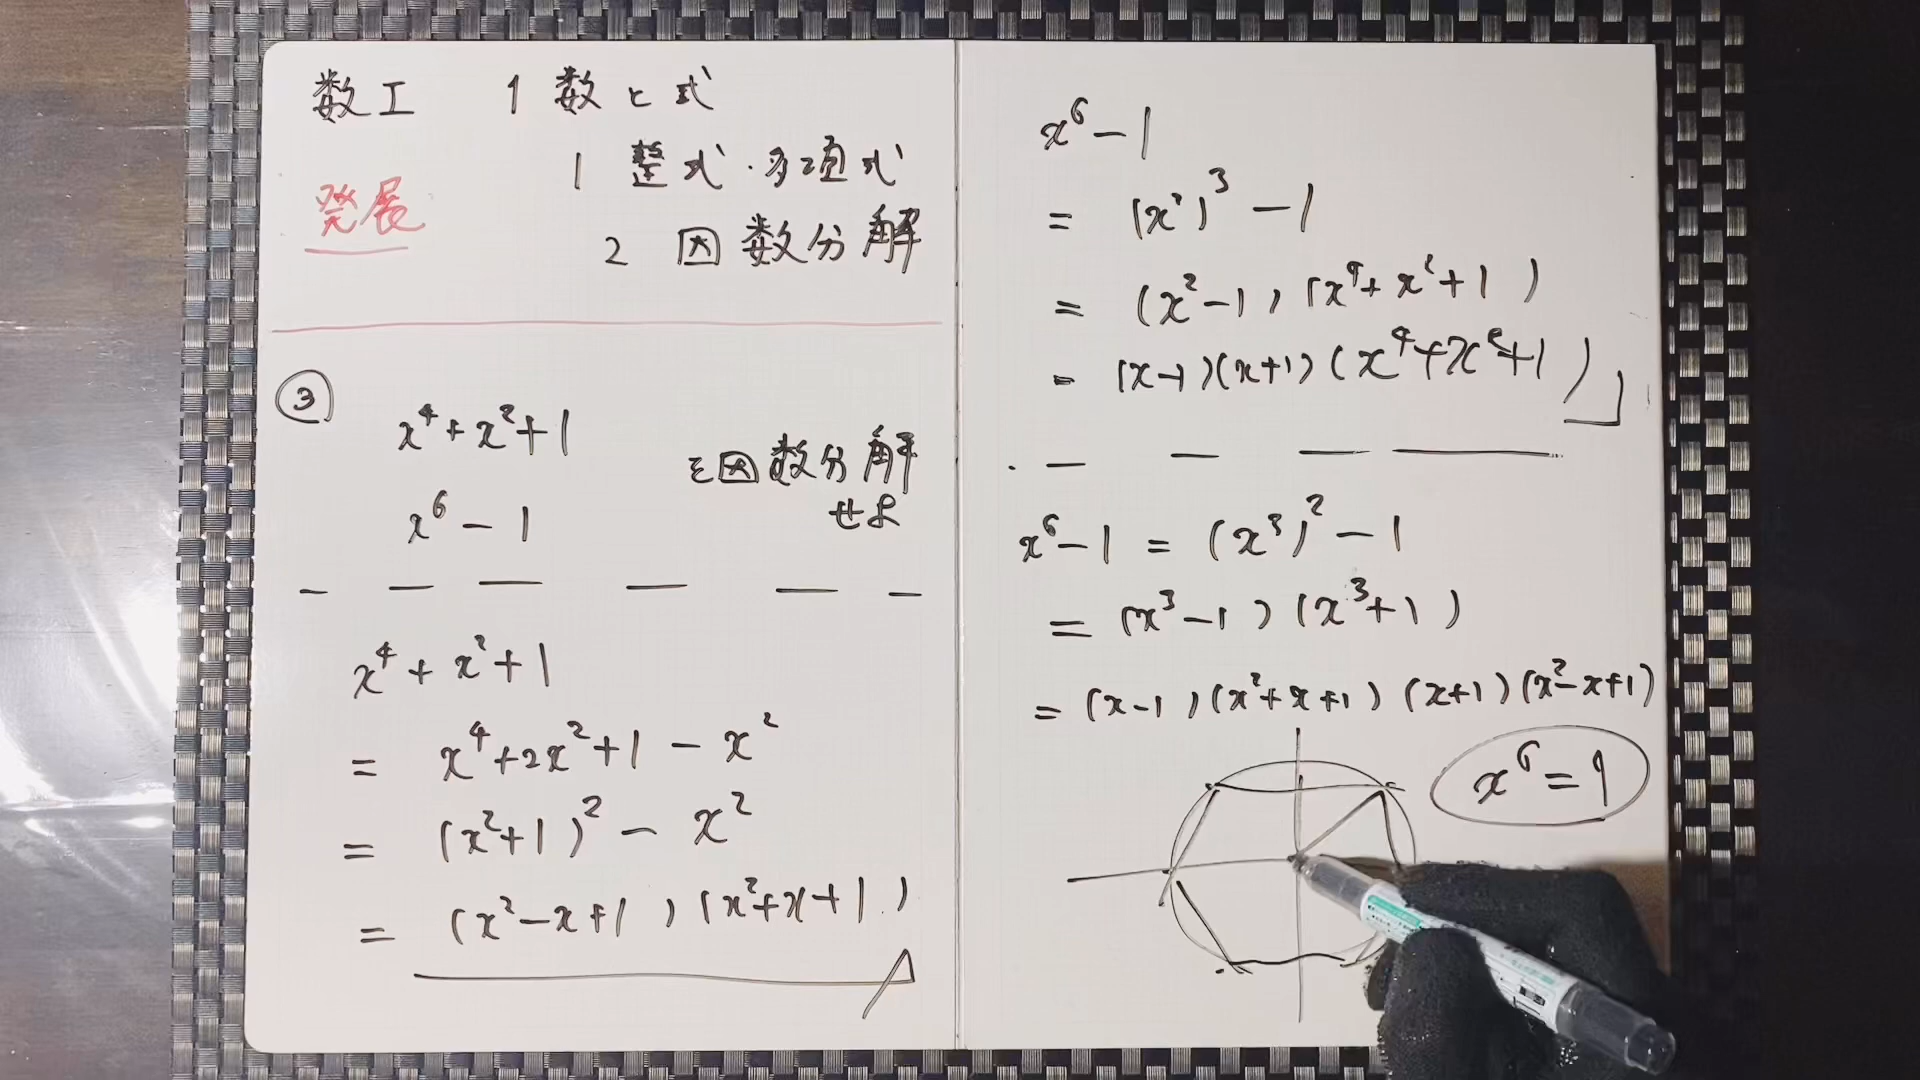 数I 1 数と式
1 整式・多項式
発展
2 因数分解
③
x⁴+x²+1
を因数分解
せよ
x⁶-1
x⁴+x²+1
= x⁴+2x²+1-x²
= (x²+1)²-x²
= (x²-x+1)(x²+x+1)
x⁶-1
= (x²)³-1
= (x²-1)(x⁴+x²+1)
= (x-1)(x+1)(x⁴+x²+1)
x⁶-1 = (x³)²-1
= (x³-1)(x³+1)
= (x-1)(x²+x+1)(x+1)(x²-x+1)
x⁶=1